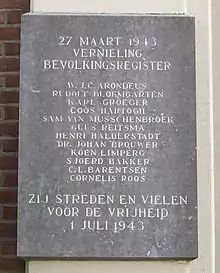 27 MAART 1943
VERNIELING
BEVOLKINGSREGISTER
W.J.C. ARONDEUS
RUDOLF BLOEMGARTEN
KARL GROEGER
COOS HARTOGH
SAM VAN MUSSCHENBROEK
GUUS REITSMA
HENRI HALBERSTADT
DR. JOHAN BROUWER
KOEN LIMPERG
SJOERD BAKKER
C.L. BARENTSEN
CORNELIS ROOS
ZIJ STREDEN EN VIELEN
VOOR DE VRIJHEID
1 JULI 1943